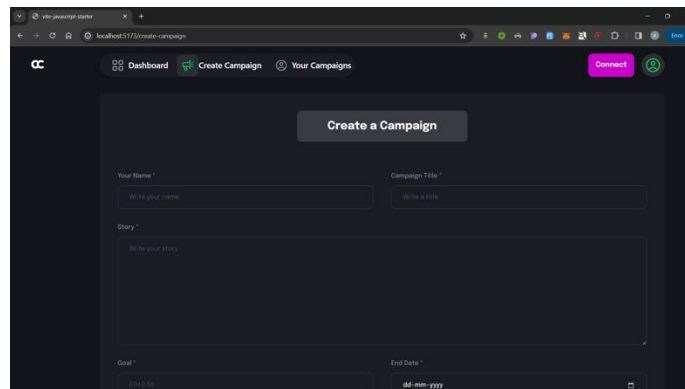 vite-javascript-starter
localhost:5173/create-campaign
Error
Dashboard Create Campaign Your Campaigns Connect
Create a Campaign
Your Name * Campaign Title *
Write your name Write a title
Story *
Write your story
Goal * End Date *
ETH 0.50 dd-mm-yyyy